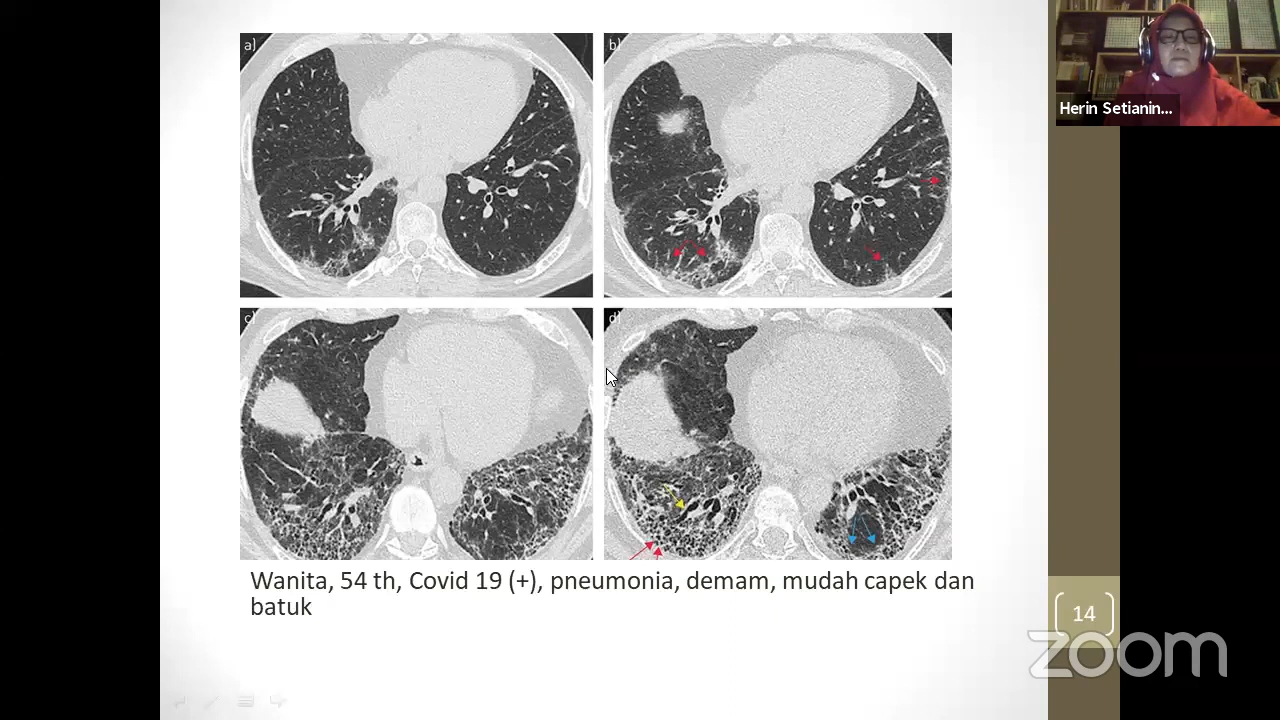 a)
b)
Herin Setianin...
c)
d)
Wanita, 54 th, Covid 19 (+), pneumonia, demam, mudah capek dan
batuk
14
zoom